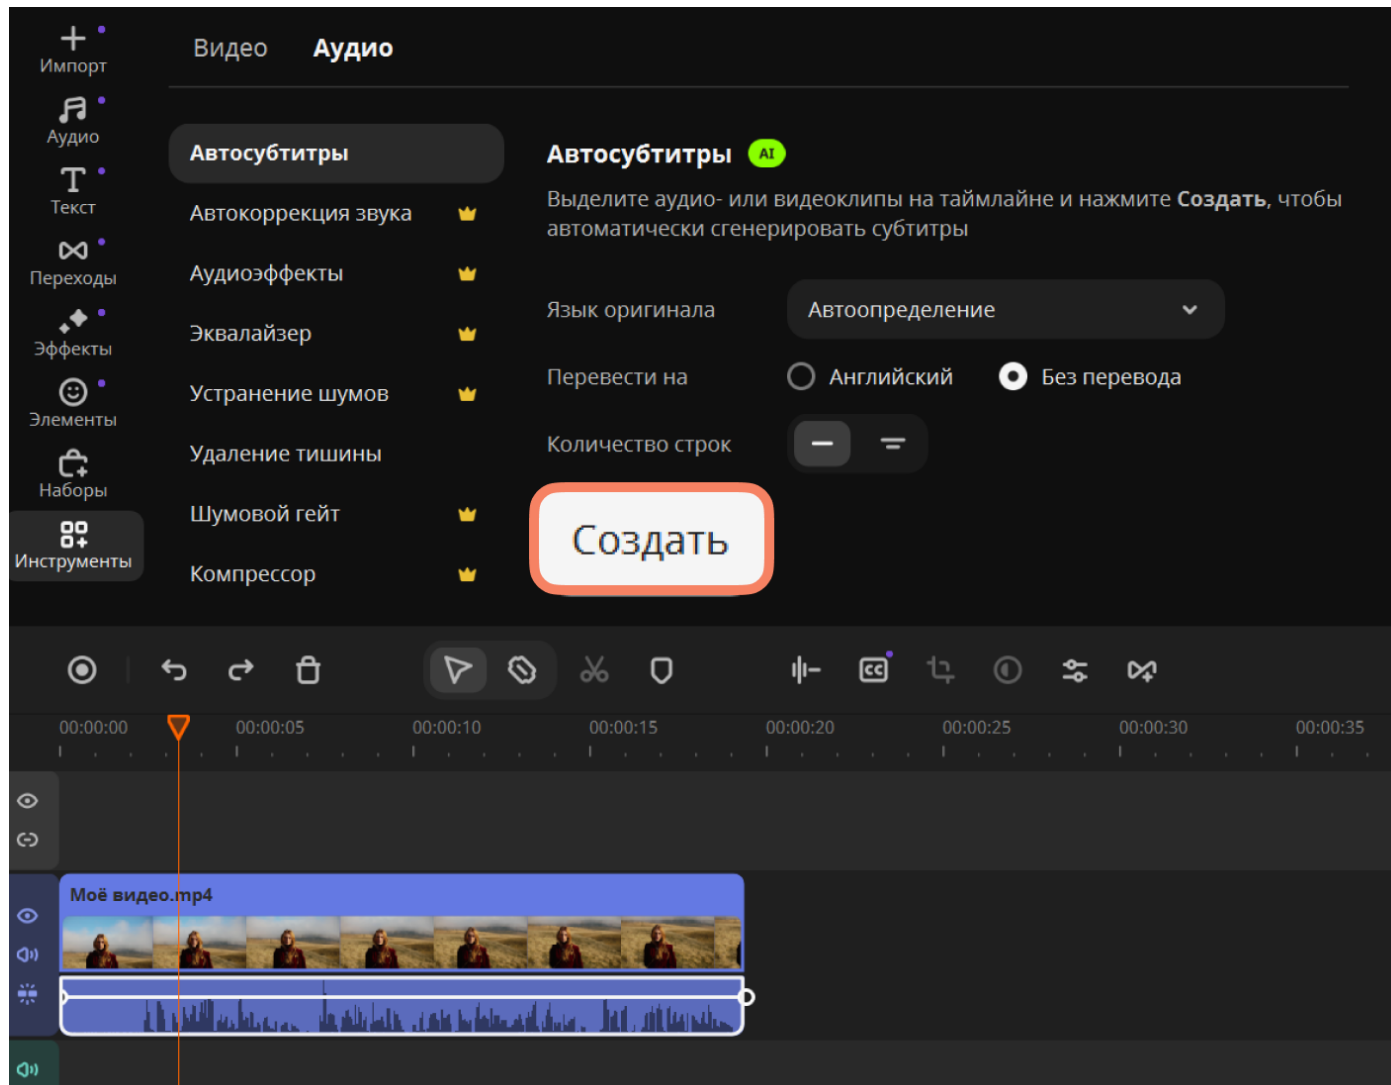 Импорт
Аудио
Текст
Переходы
Эффекты
Элементы
Наборы
Инструменты
Видео
Аудио
Автосубтитры
Автокоррекция звука
Аудиоэффекты
Эквалайзер
Устранение шумов
Удаление тишины
Шумовой гейт
Компрессор
Автосубтитры AI
Выделите аудио- или видеоклипы на таймлайне и нажмите Создать, чтобы
автоматически сгенерировать субтитры
Язык оригинала Автоопределение
Перевести на Английский Без перевода
Количество строк
Создать
CC
00:00:00 00:00:05 00:00:10 00:00:15 00:00:20 00:00:25 00:00:30 00:00:35
Моё видео.mp4